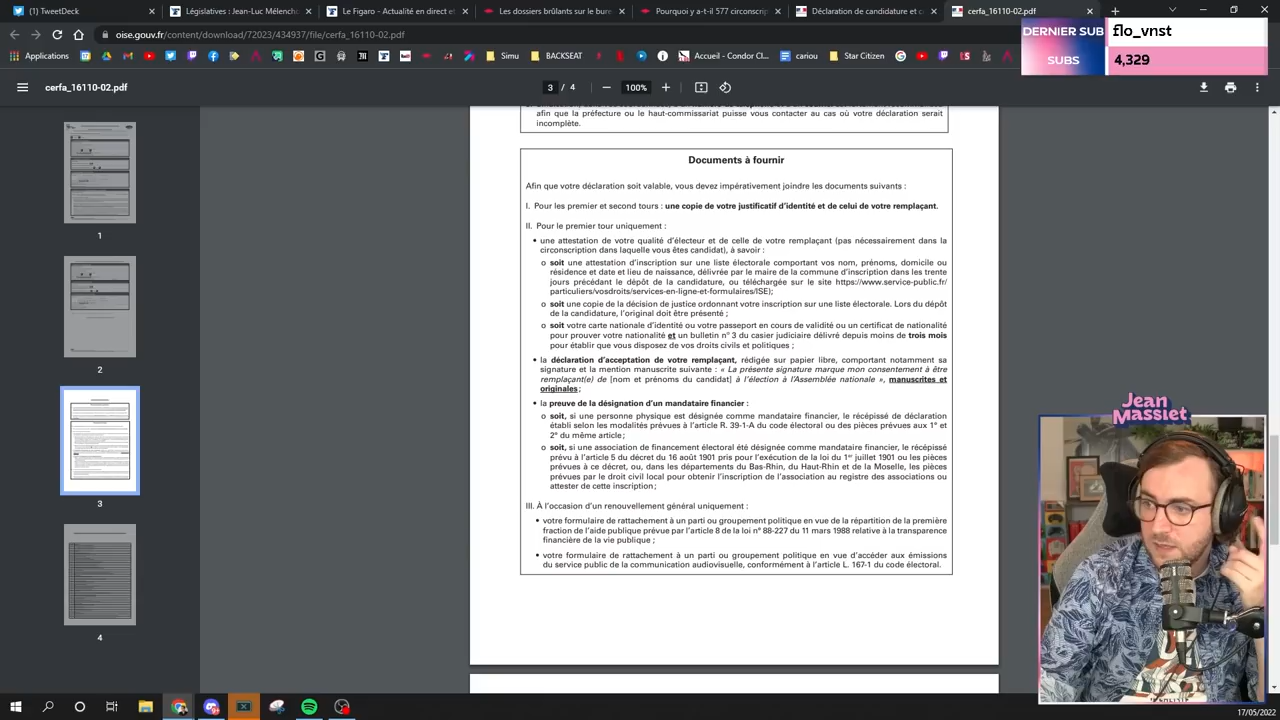 TweetDeck
Législatives : Jean-Luc Mélench
Le Figaro - Actualité en direct et
Les dossiers brûlants sur le bure
Pourquoi y a-t-il 577 circonscrip
Déclaration de candidature et c
cerfa_16110-02.pdf
oise.gouv.fr/content/download/72023/434937/file/cerfa_16110-02.pdf
Applications
Simu
BACKSEAT
Accueil - Condor Cl...
cariou
Star Citizen
DERNIER SUB
flo_vnst
SUBS
4,329
cerfa_16110-02.pdf
3 / 4
100%
1
2
3
4
afin que la préfecture ou le haut-commissariat puisse vous contacter au cas où votre déclaration serait
incomplète.
Documents à fournir
Afin que votre déclaration soit valable, vous devez impérativement joindre les documents suivants :
I. Pour les premier et second tours : une copie de votre justificatif d'identité et de celui de votre remplaçant.
II. Pour le premier tour uniquement :
• une attestation de votre qualité d'électeur et de celle de votre remplaçant (pas nécessairement dans la
circonscription dans laquelle vous êtes candidat), à savoir :
o soit une attestation d'inscription sur une liste électorale comportant vos nom, prénoms, domicile ou
résidence et date et lieu de naissance, délivrée par le maire de la commune d'inscription dans les trente
jours précédant le dépôt de la candidature, ou téléchargée sur le site https://www.service-public.fr/
particuliers/vosdroits/services-en-ligne-et-formulaires/ISE);
o soit une copie de la décision de justice ordonnant votre inscription sur une liste électorale. Lors du dépôt
de la candidature, l'original doit être présenté ;
o soit votre carte nationale d'identité ou votre passeport en cours de validité ou un certificat de nationalité
pour prouver votre nationalité et un bulletin n° 3 du casier judiciaire délivré depuis moins de trois mois
pour établir que vous disposez de vos droits civils et politiques ;
• la déclaration d'acceptation de votre remplaçant, rédigée sur papier libre, comportant notamment sa
signature et la mention manuscrite suivante : « La présente signature marque mon consentement à être
remplaçant(e) de [nom et prénoms du candidat] à l'élection à l'Assemblée nationale », manuscrites et
originales ;
• la preuve de la désignation d'un mandataire financier :
o soit, si une personne physique est désignée comme mandataire financier, le récépissé de déclaration
établi selon les modalités prévues à l'article R. 39-1-A du code électoral ou des pièces prévues aux 1° et
2° du même article ;
o soit, si une association de financement électoral été désignée comme mandataire financier, le récépissé
prévu à l'article 5 du décret du 16 août 1901 pris pour l'exécution de la loi du 1er juillet 1901 ou les pièces
prévues à ce décret, ou, dans les départements du Bas-Rhin, du Haut-Rhin et de la Moselle, les pièces
prévues par le droit civil local pour obtenir l'inscription de l'association au registre des associations ou
attester de cette inscription ;
III. À l'occasion d'un renouvellement général uniquement :
• votre formulaire de rattachement à un parti ou groupement politique en vue de la répartition de la première
fraction de l'aide publique prévue par l'article 8 de la loi n° 88-227 du 11 mars 1988 relative à la transparence
financière de la vie publique ;
• votre formulaire de rattachement à un parti ou groupement politique en vue d'accéder aux émissions
du service public de la communication audiovisuelle, conformément à l'article L. 167-1 du code électoral.
Jean
Massiet
17/05/2022